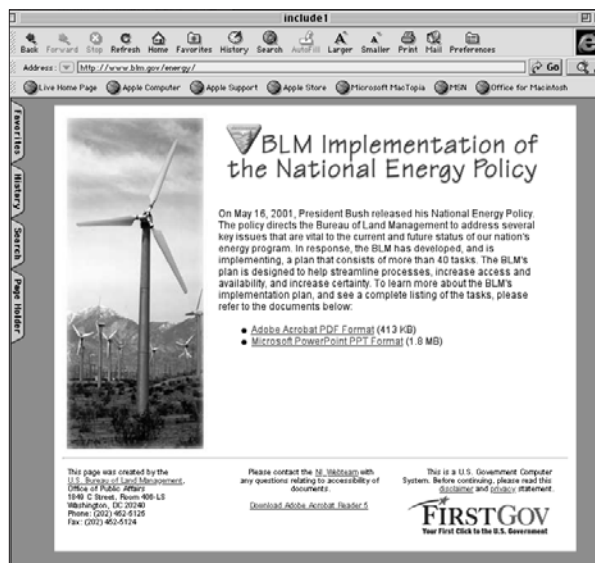 include1
Back Forward Stop Refresh Home Favorites History Search AutoFill Larger Smaller Print Mail Preferences
Address: http://www.blm.gov/energy/ Go
Live Home Page Apple Computer Apple Support Apple Store Microsoft MacTopia MSN Office for Macintosh
Favorites
History
Search
Page Holder
BLM Implementation of
the National Energy Policy
On May 16, 2001, President Bush released his National Energy Policy.
The policy directs the Bureau of Land Management to address several
key issues that are vital to the current and future status of our nation's
energy program. In response, the BLM has developed, and is
implementing, a plan that consists of more than 40 tasks. The BLM's
plan is designed to help streamline processes, increase access and
availability, and increase certainty. To learn more about the BLM's
implementation plan, and see a complete listing of the tasks, please
refer to the documents below:
Adobe Acrobat PDF Format (413 KB)
Microsoft PowerPoint PPT Format (1.8 MB)
This page was created by the
U.S. Bureau of Land Management,
Office of Public Affairs
1849 C Street, Room 406-LS
Washington, DC 20240
Phone: (202) 452-5125
Fax: (202) 452-5124
Please contact the NI Webteam with
any questions relating to accessibility of
documents.
Download Adobe Acrobat Reader 5
This is a U.S. Government Computer
System. Before continuing, please read this
disclaimer and privacy statement.
FIRSTGOV
Your First Click to the U.S. Government